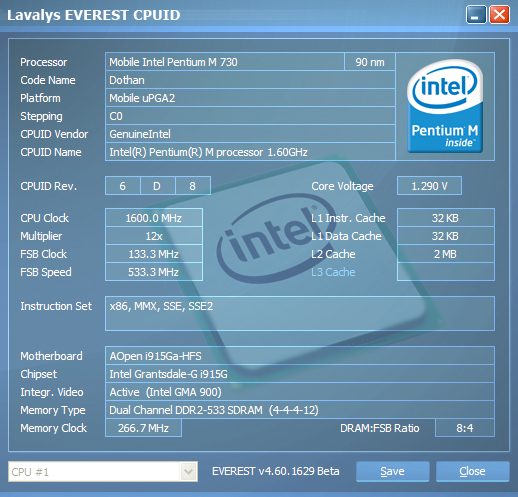 Lavalys EVEREST CPUID
Processor Mobile Intel Pentium M 730 90 nm
Code Name Dothan
Platform Mobile uPGA2
Stepping C0
CPUID Vendor GenuineIntel
CPUID Name Intel(R) Pentium(R) M processor 1.60GHz
intel
Pentium M
inside™
CPUID Rev. 6 D 8 Core Voltage 1.290 V
CPU Clock 1600.0 MHz L1 Instr. Cache 32 KB
Multiplier 12x L1 Data Cache 32 KB
FSB Clock 133.3 MHz L2 Cache 2 MB
FSB Speed 533.3 MHz L3 Cache
intel
Instruction Set x86, MMX, SSE, SSE2
Motherboard AOpen i915Ga-HFS
Chipset Intel Grantsdale-G i915G
Integr. Video Active (Intel GMA 900)
Memory Type Dual Channel DDR2-533 SDRAM (4-4-4-12)
Memory Clock 266.7 MHz DRAM:FSB Ratio 8:4
CPU #1 EVEREST v4.60.1629 Beta Save Close